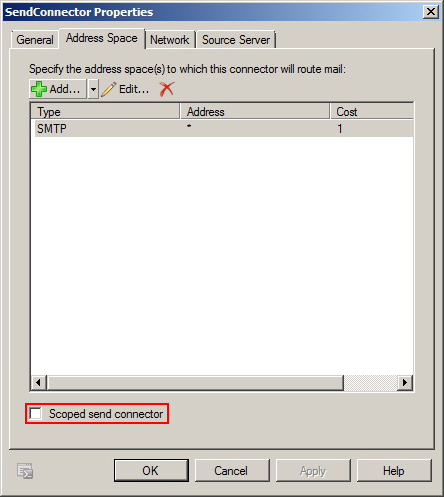 SendConnector Properties
General Address Space Network Source Server
Specify the address space(s) to which this connector will route mail:
Add... Edit...
Type Address Cost
SMTP * 1
Scoped send connector
OK Cancel Apply Help